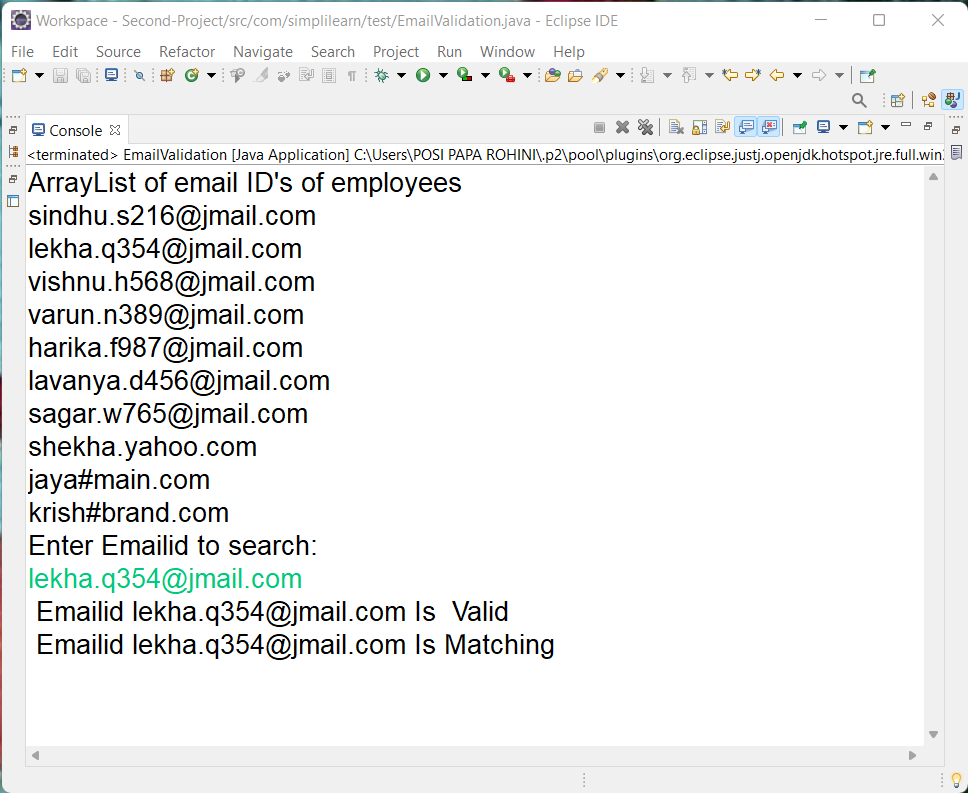 Workspace - Second-Project/src/com/simplilearn/test/EmailValidation.java - Eclipse IDE
File Edit Source Refactor Navigate Search Project Run Window Help
Console
<terminated> EmailValidation [Java Application] C:\Users\POSI PAPA ROHINI\.p2\pool\plugins\org.eclipse.justj.openjdk.hotspot.jre.full.win
ArrayList of email ID's of employees
sindhu.s216@jmail.com
lekha.q354@jmail.com
vishnu.h568@jmail.com
varun.n389@jmail.com
harika.f987@jmail.com
lavanya.d456@jmail.com
sagar.w765@jmail.com
shekha.yahoo.com
jaya#main.com
krish#brand.com
Enter Emailid to search:
lekha.q354@jmail.com
Emailid lekha.q354@jmail.com Is  Valid
Emailid lekha.q354@jmail.com Is Matching